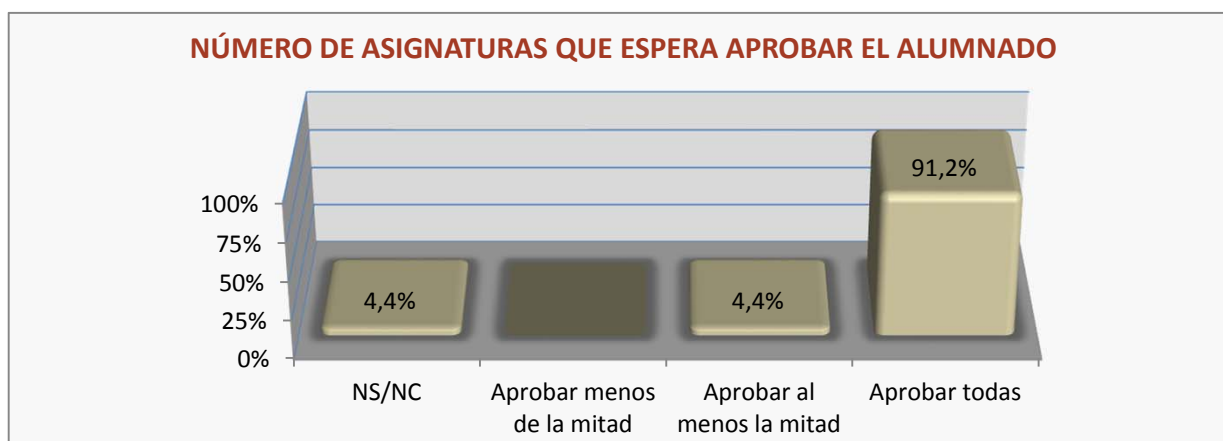 NÚMERO DE ASIGNATURAS QUE ESPERA APROBAR EL ALUMNADO
91,2%
100%
75%
50%
25%
0%
4,4%
4,4%
NS/NC
Aprobar menos
de la mitad
Aprobar al
menos la mitad
Aprobar todas